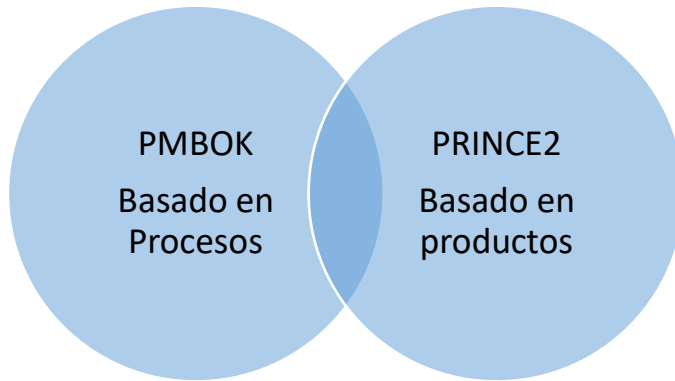 PMBOK
Basado en
Procesos
PRINCE2
Basado en
productos